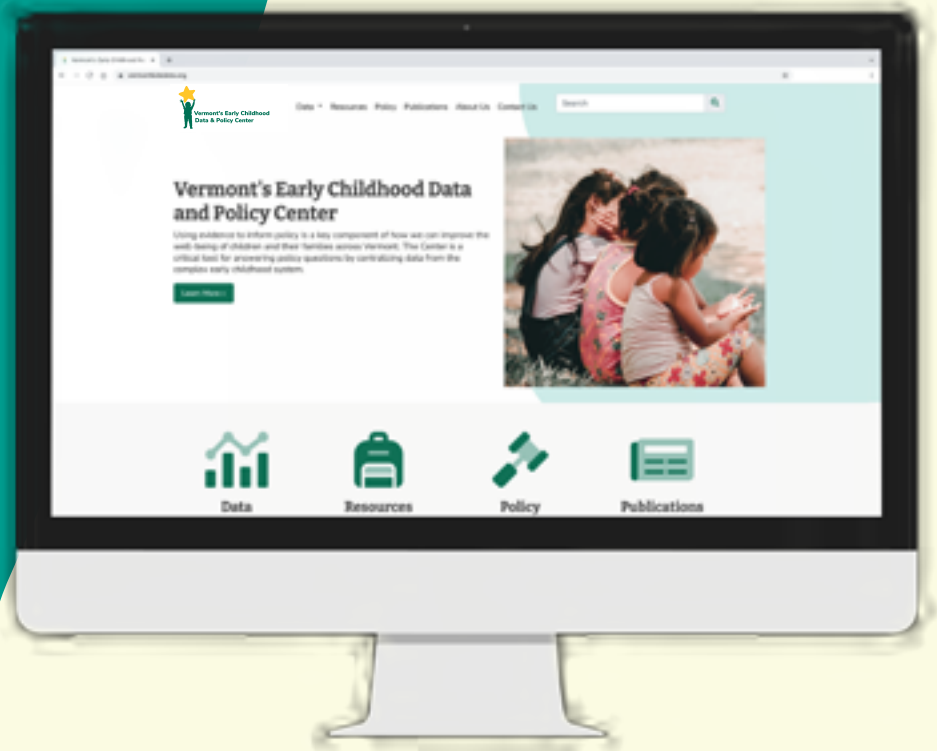 Vermont's Early Childhood
Data & Policy Center
Data
Resources
Policy
Publications
About Us
Contact Us
Search
Vermont's Early Childhood Data
and Policy Center
Using evidence to inform policy is a key component of how we can improve the
well-being of children and their families across Vermont. The Center is a
critical tool for answering policy questions by centralizing data from the
complex early childhood system.
Learn More
Data
Resources
Policy
Publications